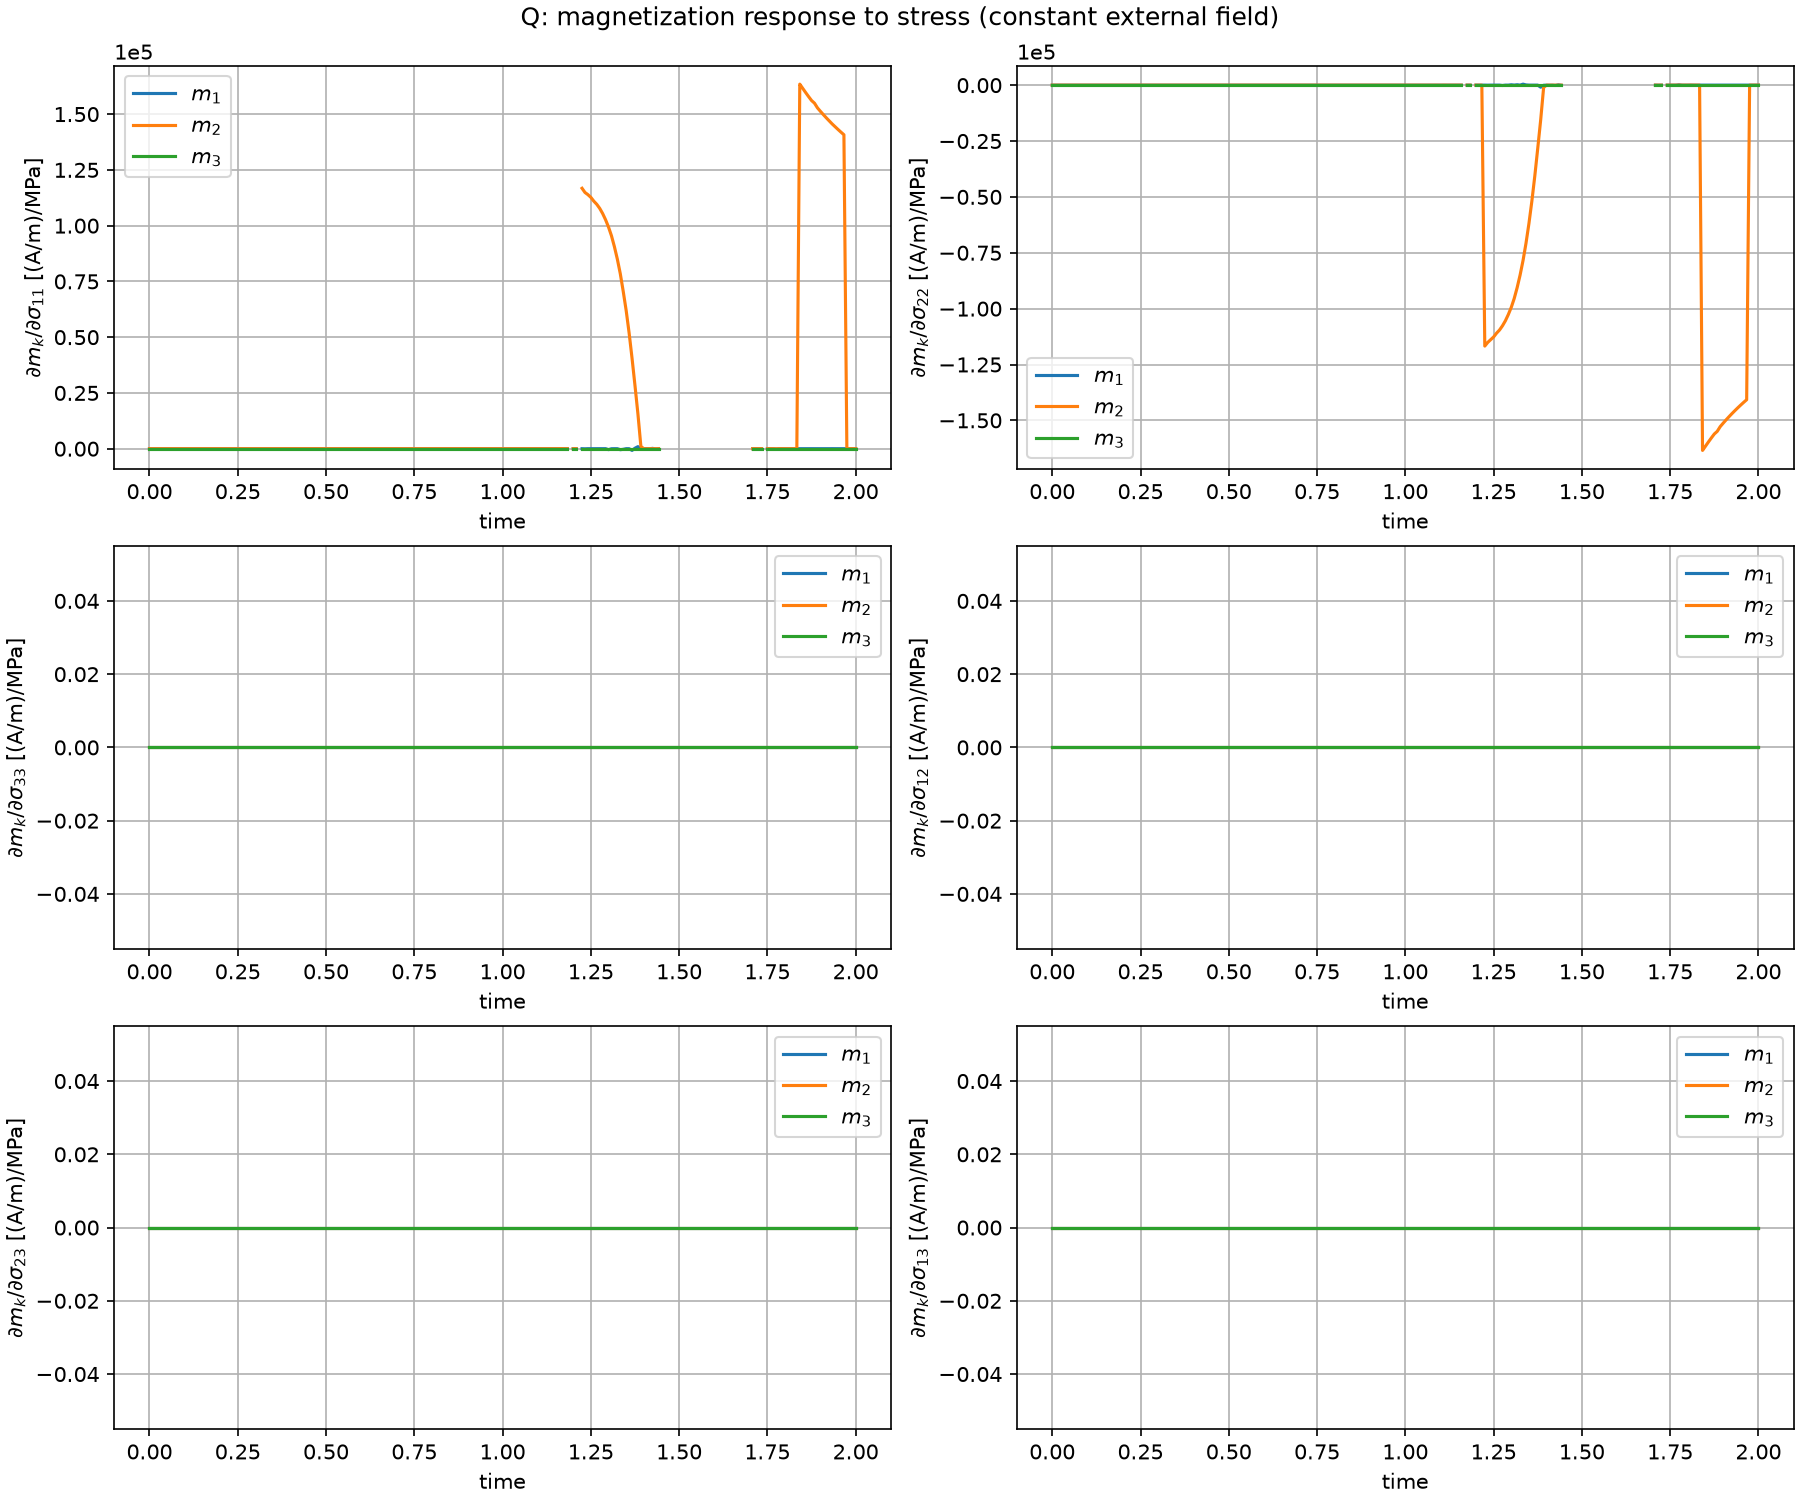 Q: magnetization response to stress (constant external field)
1e5
∂mₖ/∂σ₁₁ [(A/m)/MPa]
1.50
1.25
1.00
0.75
0.50
0.25
0.00
m₁
m₂
m₃
0.00 0.25 0.50 0.75 1.00 1.25 1.50 1.75 2.00
time
1e5
∂mₖ/∂σ₂₂ [(A/m)/MPa]
0.00
−0.25
−0.50
−0.75
−1.00
−1.25
−1.50
m₁
m₂
m₃
0.00 0.25 0.50 0.75 1.00 1.25 1.50 1.75 2.00
time
∂mₖ/∂σ₃₃ [(A/m)/MPa]
0.04
0.02
0.00
−0.02
−0.04
m₁
m₂
m₃
0.00 0.25 0.50 0.75 1.00 1.25 1.50 1.75 2.00
time
∂mₖ/∂σ₁₂ [(A/m)/MPa]
0.04
0.02
0.00
−0.02
−0.04
m₁
m₂
m₃
0.00 0.25 0.50 0.75 1.00 1.25 1.50 1.75 2.00
time
∂mₖ/∂σ₂₃ [(A/m)/MPa]
0.04
0.02
0.00
−0.02
−0.04
m₁
m₂
m₃
0.00 0.25 0.50 0.75 1.00 1.25 1.50 1.75 2.00
time
∂mₖ/∂σ₁₃ [(A/m)/MPa]
0.04
0.02
0.00
−0.02
−0.04
m₁
m₂
m₃
0.00 0.25 0.50 0.75 1.00 1.25 1.50 1.75 2.00
time